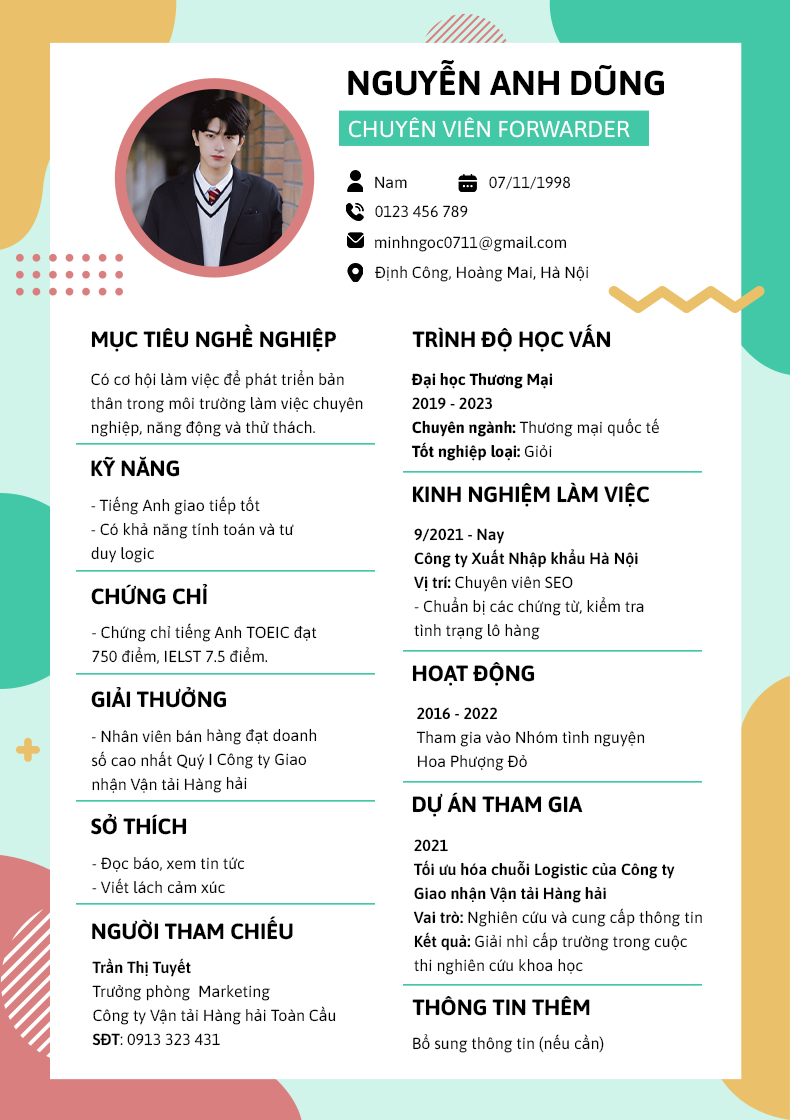 NGUYỄN ANH DŨNG
CHUYÊN VIÊN FORWARDER
Nam 07/11/1998
0123 456 789
minhngoc0711@gmail.com
Định Công, Hoàng Mai, Hà Nội
MỤC TIÊU NGHỀ NGHIỆP
Có cơ hội làm việc để phát triển bản
thân trong môi trường làm việc chuyên
nghiệp, năng động và thử thách.
KỸ NĂNG
- Tiếng Anh giao tiếp tốt
- Có khả năng tính toán và tư
duy logic
CHỨNG CHỈ
- Chứng chỉ tiếng Anh TOEIC đạt
750 điểm, IELST 7.5 điểm.
GIẢI THƯỞNG
- Nhân viên bán hàng đạt doanh
số cao nhất Quý I Công ty Giao
nhận Vận tải Hàng hải
SỞ THÍCH
- Đọc báo, xem tin tức
- Viết lách cảm xúc
NGƯỜI THAM CHIẾU
Trần Thị Tuyết
Trưởng phòng  Marketing
Công ty Vận tải Hàng hải Toàn Cầu
SĐT: 0913 323 431
TRÌNH ĐỘ HỌC VẤN
Đại học Thương Mại
2019 - 2023
Chuyên ngành: Thương mại quốc tế
Tốt nghiệp loại: Giỏi
KINH NGHIỆM LÀM VIỆC
9/2021 - Nay
Công ty Xuất Nhập khẩu Hà Nội
Vị trí: Chuyên viên SEO
- Chuẩn bị các chứng từ, kiểm tra
tình trạng lô hàng
HOẠT ĐỘNG
2016 - 2022
Tham gia vào Nhóm tình nguyện
Hoa Phượng Đỏ
DỰ ÁN THAM GIA
2021
Tối ưu hóa chuỗi Logistic của Công ty
Giao nhận Vận tải Hàng hải
Vai trò: Nghiên cứu và cung cấp thông tin
Kết quả: Giải nhì cấp trường trong cuộc
thi nghiên cứu khoa học
THÔNG TIN THÊM
Bổ sung thông tin (nếu cần)